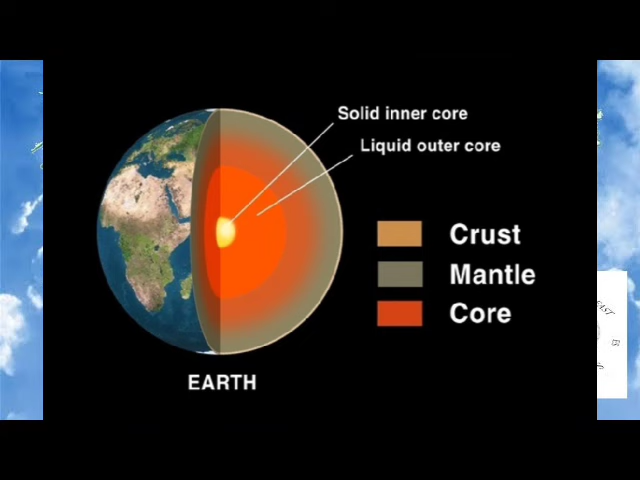 Solid inner core
Liquid outer core
Crust
Mantle
Core
EARTH